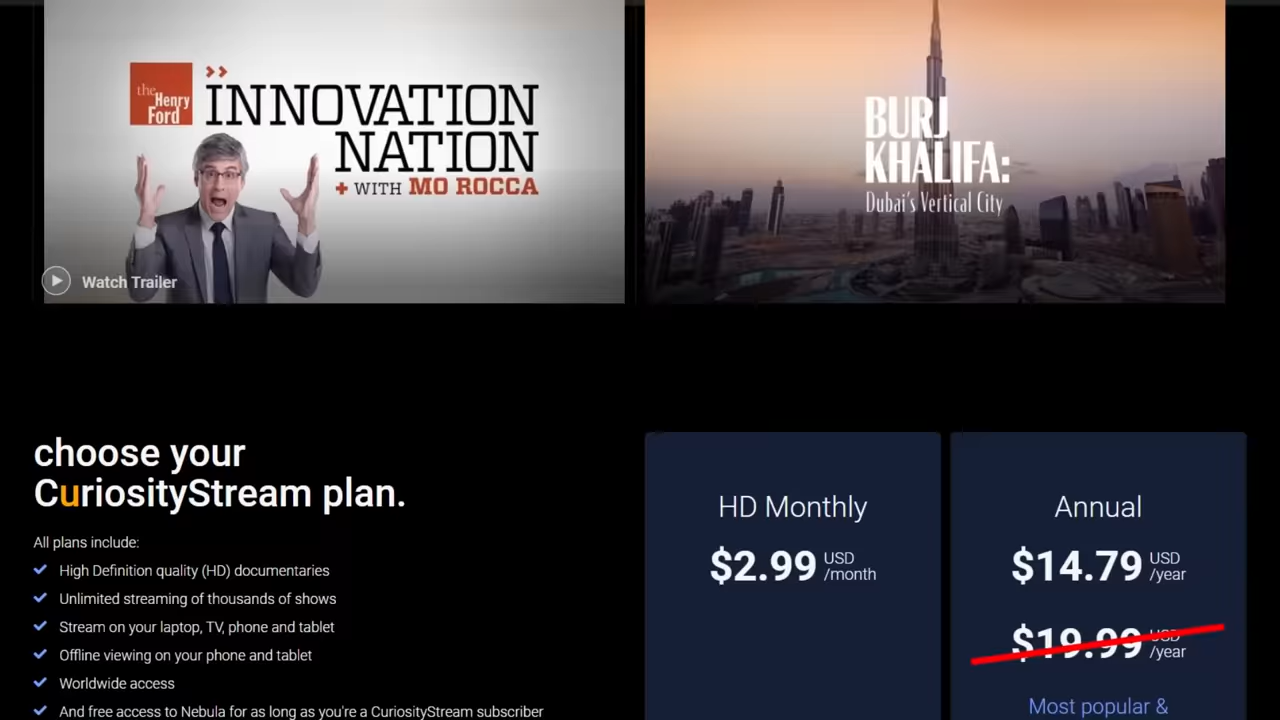 the
Henry
Ford
INNOVATION
NATION
+ WITH MO ROCCA
Watch Trailer
BURJ
KHALIFA:
Dubai's Vertical City
choose your
CuriosityStream plan.
All plans include:
High Definition quality (HD) documentaries
Unlimited streaming of thousands of shows
Stream on your laptop, TV, phone and tablet
Offline viewing on your phone and tablet
Worldwide access
And free access to Nebula for as long as you're a CuriosityStream subscriber
HD Monthly
$2.99 USD /month
Annual
$14.79 USD /year
$19.99 USD /year
Most popular &